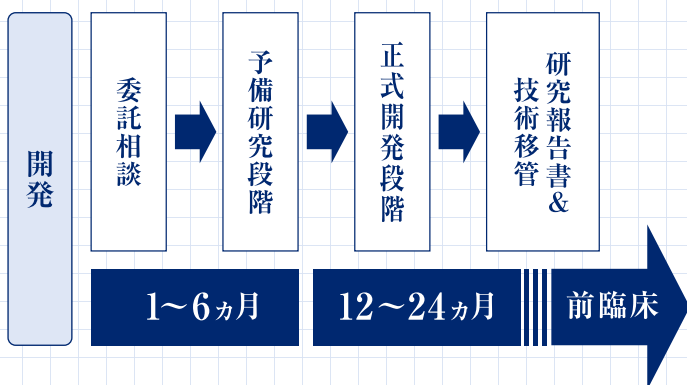 開発
委託相談
予備研究段階
正式開発段階
研究報告書&
技術移管
1〜6ヵ月
12〜24ヵ月
前臨床